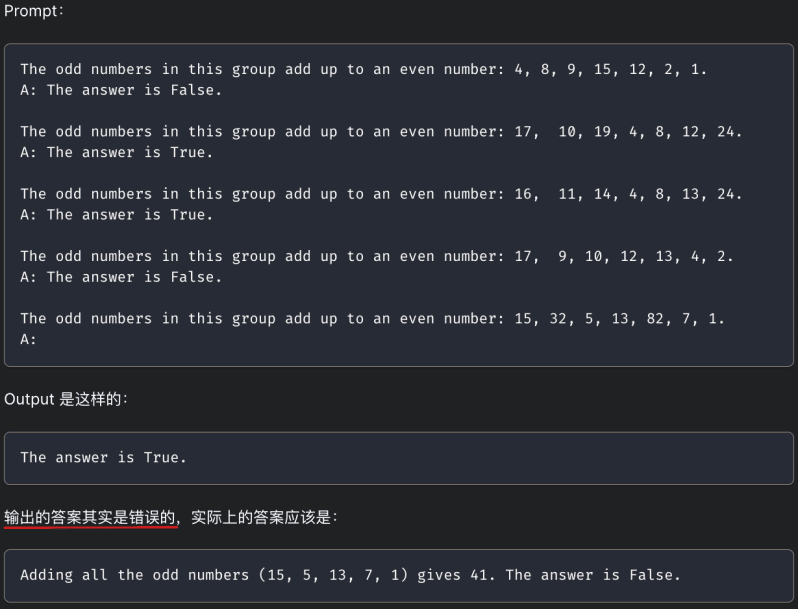 Prompt:
The odd numbers in this group add up to an even number: 4, 8, 9, 15, 12, 2, 1.
A: The answer is False.
The odd numbers in this group add up to an even number: 17,  10, 19, 4, 8, 12, 24.
A: The answer is True.
The odd numbers in this group add up to an even number: 16,  11, 14, 4, 8, 13, 24.
A: The answer is True.
The odd numbers in this group add up to an even number: 17,  9, 10, 12, 13, 4, 2.
A: The answer is False.
The odd numbers in this group add up to an even number: 15, 32, 5, 13, 82, 7, 1.
A:
Output 是这样的:
The answer is True.
输出的答案其实是错误的，实际上的答案应该是:
Adding all the odd numbers (15, 5, 13, 7, 1) gives 41. The answer is False.